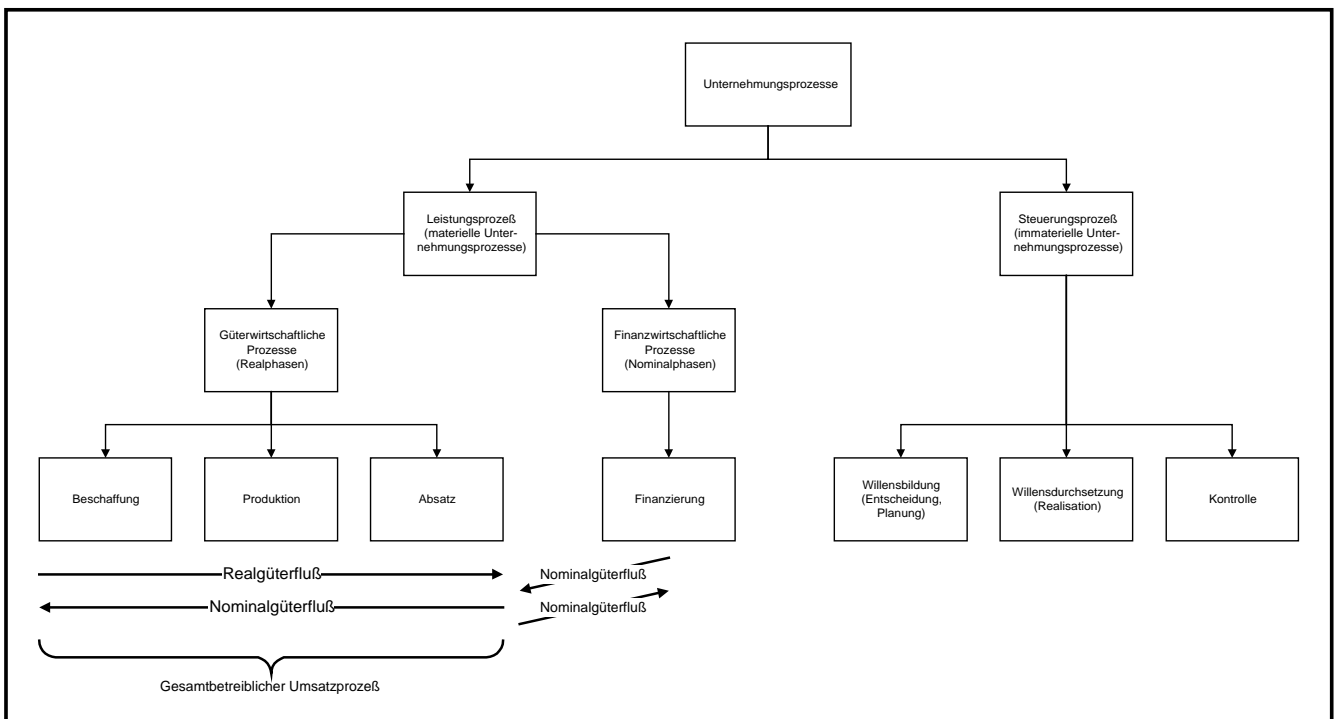 Unternehmungsprozesse
Leistungsprozeß
(materielle Unter-
nehmungsprozesse)
Steuerungsprozeß
(immaterielle Unter-
nehmungsprozesse)
Güterwirtschaftliche
Prozesse
(Realphasen)
Finanzwirtschaftliche
Prozesse
(Nominalphasen)
Beschaffung
Produktion
Absatz
Finanzierung
Willensbildung
(Entscheidung,
Planung)
Willensdurchsetzung
(Realisation)
Kontrolle
Realgüterfluß
Nominalgüterfluß
Nominalgüterfluß
Nominalgüterfluß
Gesamtbetreiblicher Umsatzprozeß